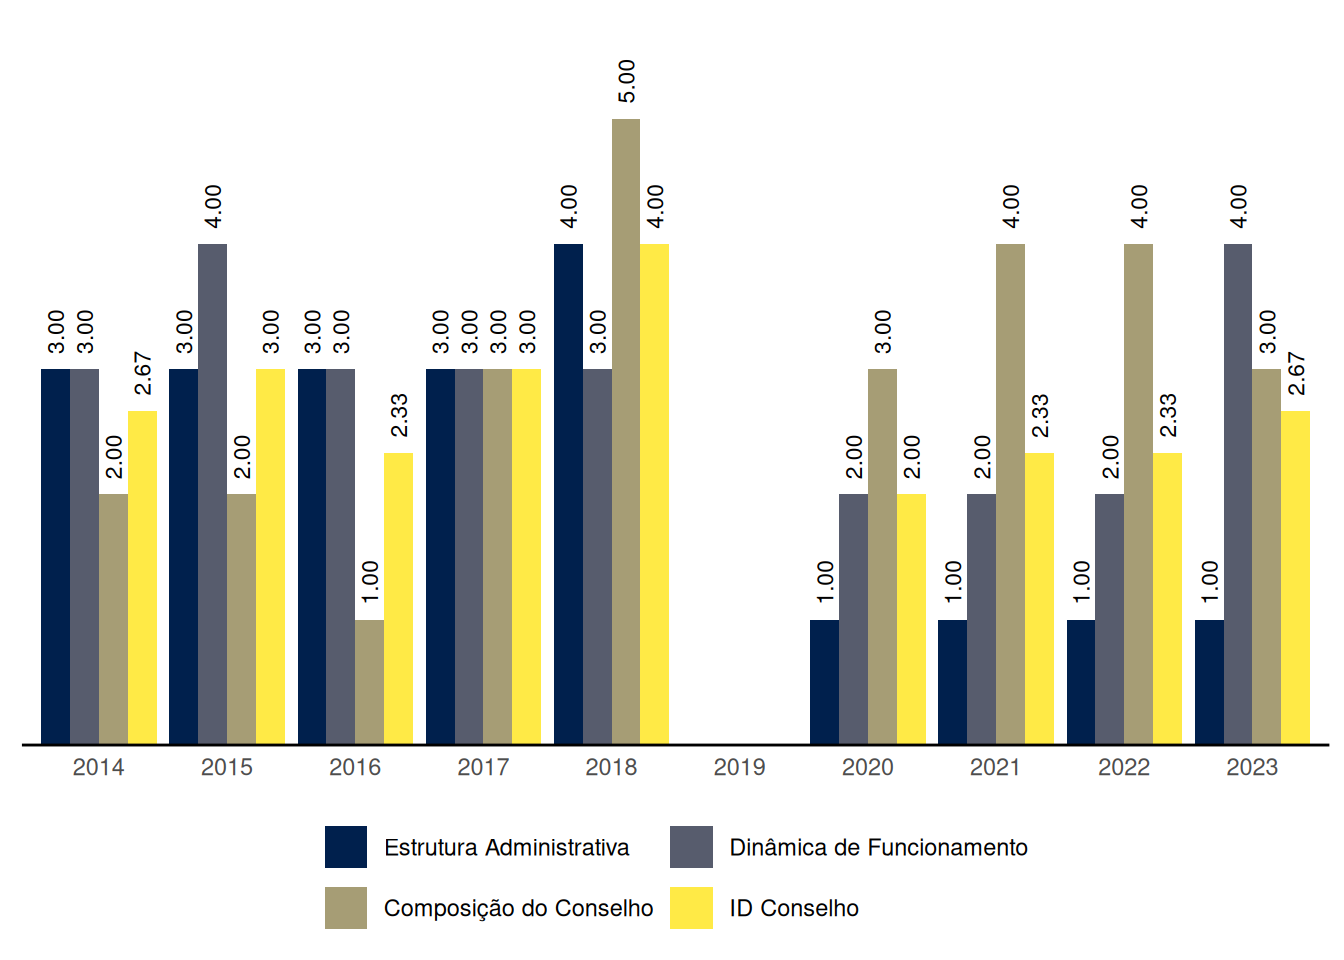 5.00
4.00 4.00 4.00 4.00 4.00 4.00
3.00 3.00 3.00 3.00 3.00 3.00 3.00 3.00 3.00 3.00 3.00 3.00 3.00
2.67 2.67
2.33 2.33 2.33
2.00 2.00 2.00 2.00 2.00 2.00
1.00 1.00 1.00 1.00 1.00
2014 2015 2016 2017 2018 2019 2020 2021 2022 2023
Estrutura Administrativa Dinâmica de Funcionamento
Composição do Conselho ID Conselho